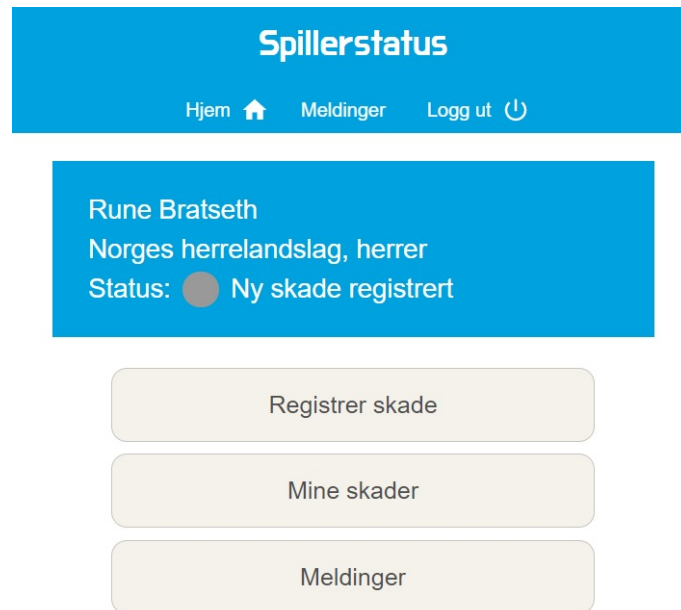 Spillerstatus
Hjem Meldinger Logg ut
Rune Bratseth
Norges herrelandslag, herrer
Status: Ny skade registrert
Registrer skade
Mine skader
Meldinger